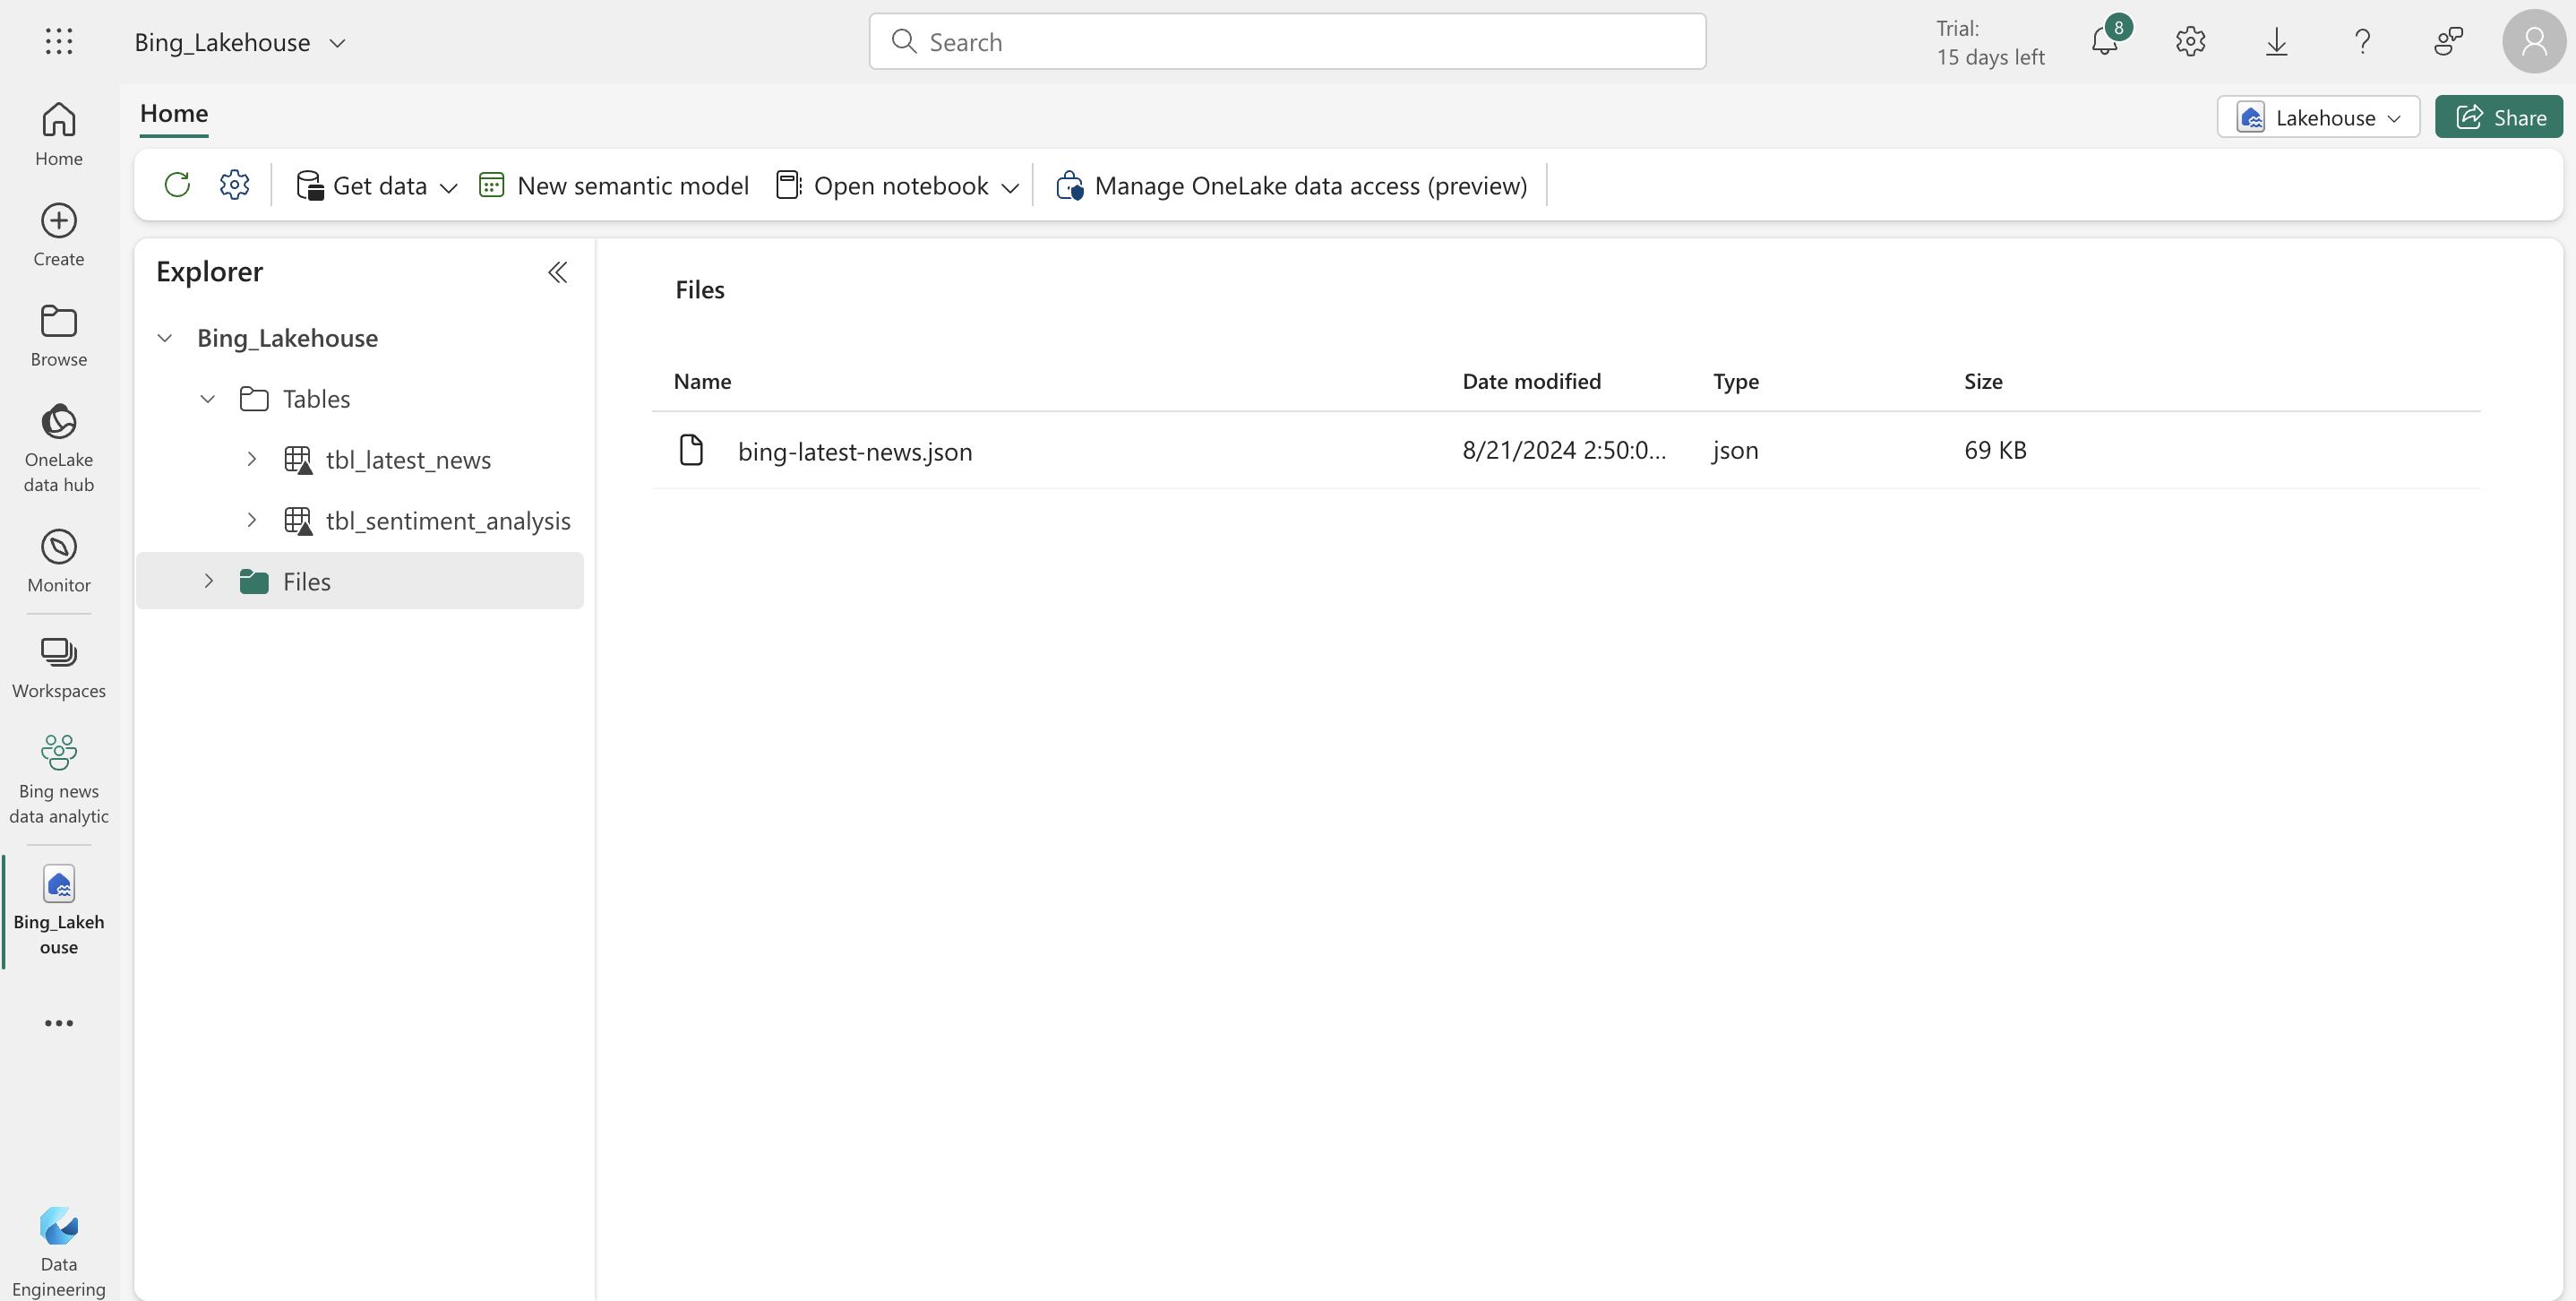 Bing_Lakehouse
Search
Trial:
15 days left
8
Home
Lakehouse
Share
Get data
New semantic model
Open notebook
Manage OneLake data access (preview)
Home
Create
Browse
OneLake
data hub
Monitor
Workspaces
Bing news
data analytic
Bing_Lakeh
ouse
Data
Engineering
Explorer
Bing_Lakehouse
Tables
tbl_latest_news
tbl_sentiment_analysis
Files
Files
Name Date modified Type Size
bing-latest-news.json 8/21/2024 2:50:0... json 69 KB